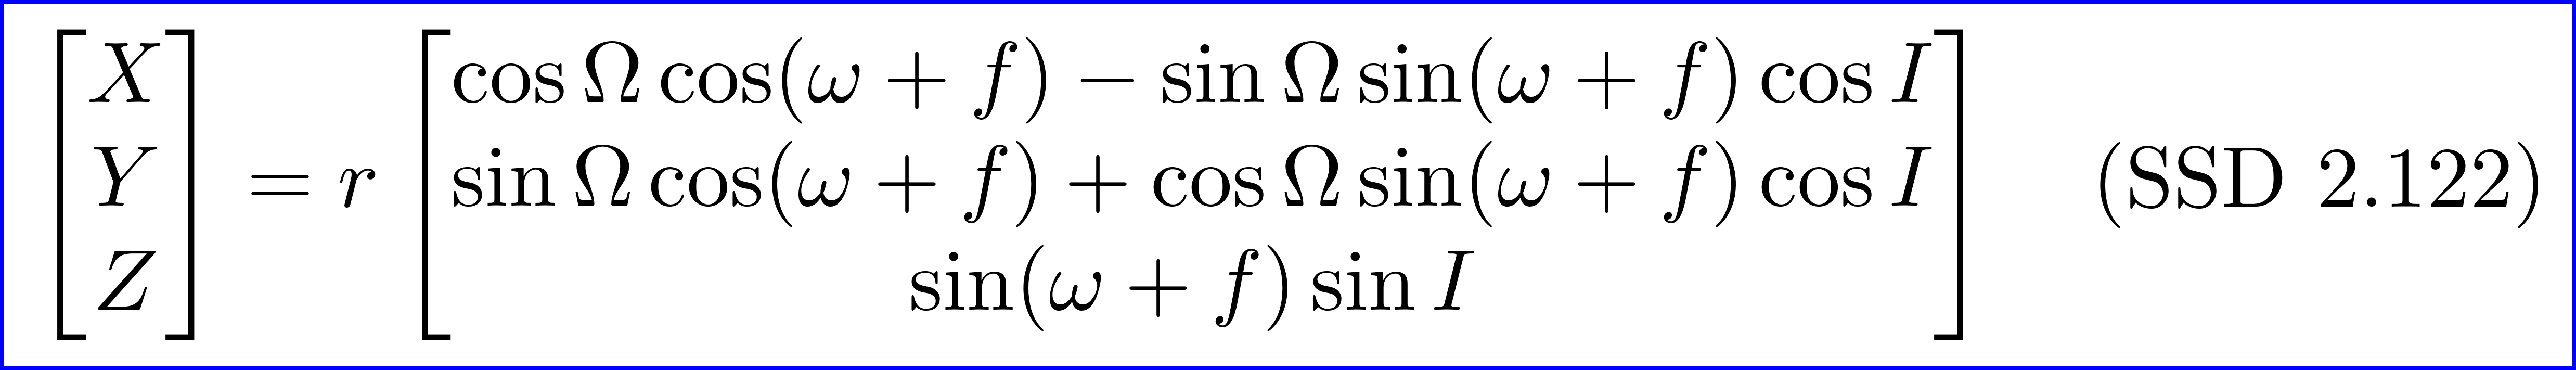 [X Y Z] = r [cos Ω cos(ω + f) − sin Ω sin(ω + f) cos I
sin Ω cos(ω + f) + cos Ω sin(ω + f) cos I
sin(ω + f) sin I] (SSD 2.122)